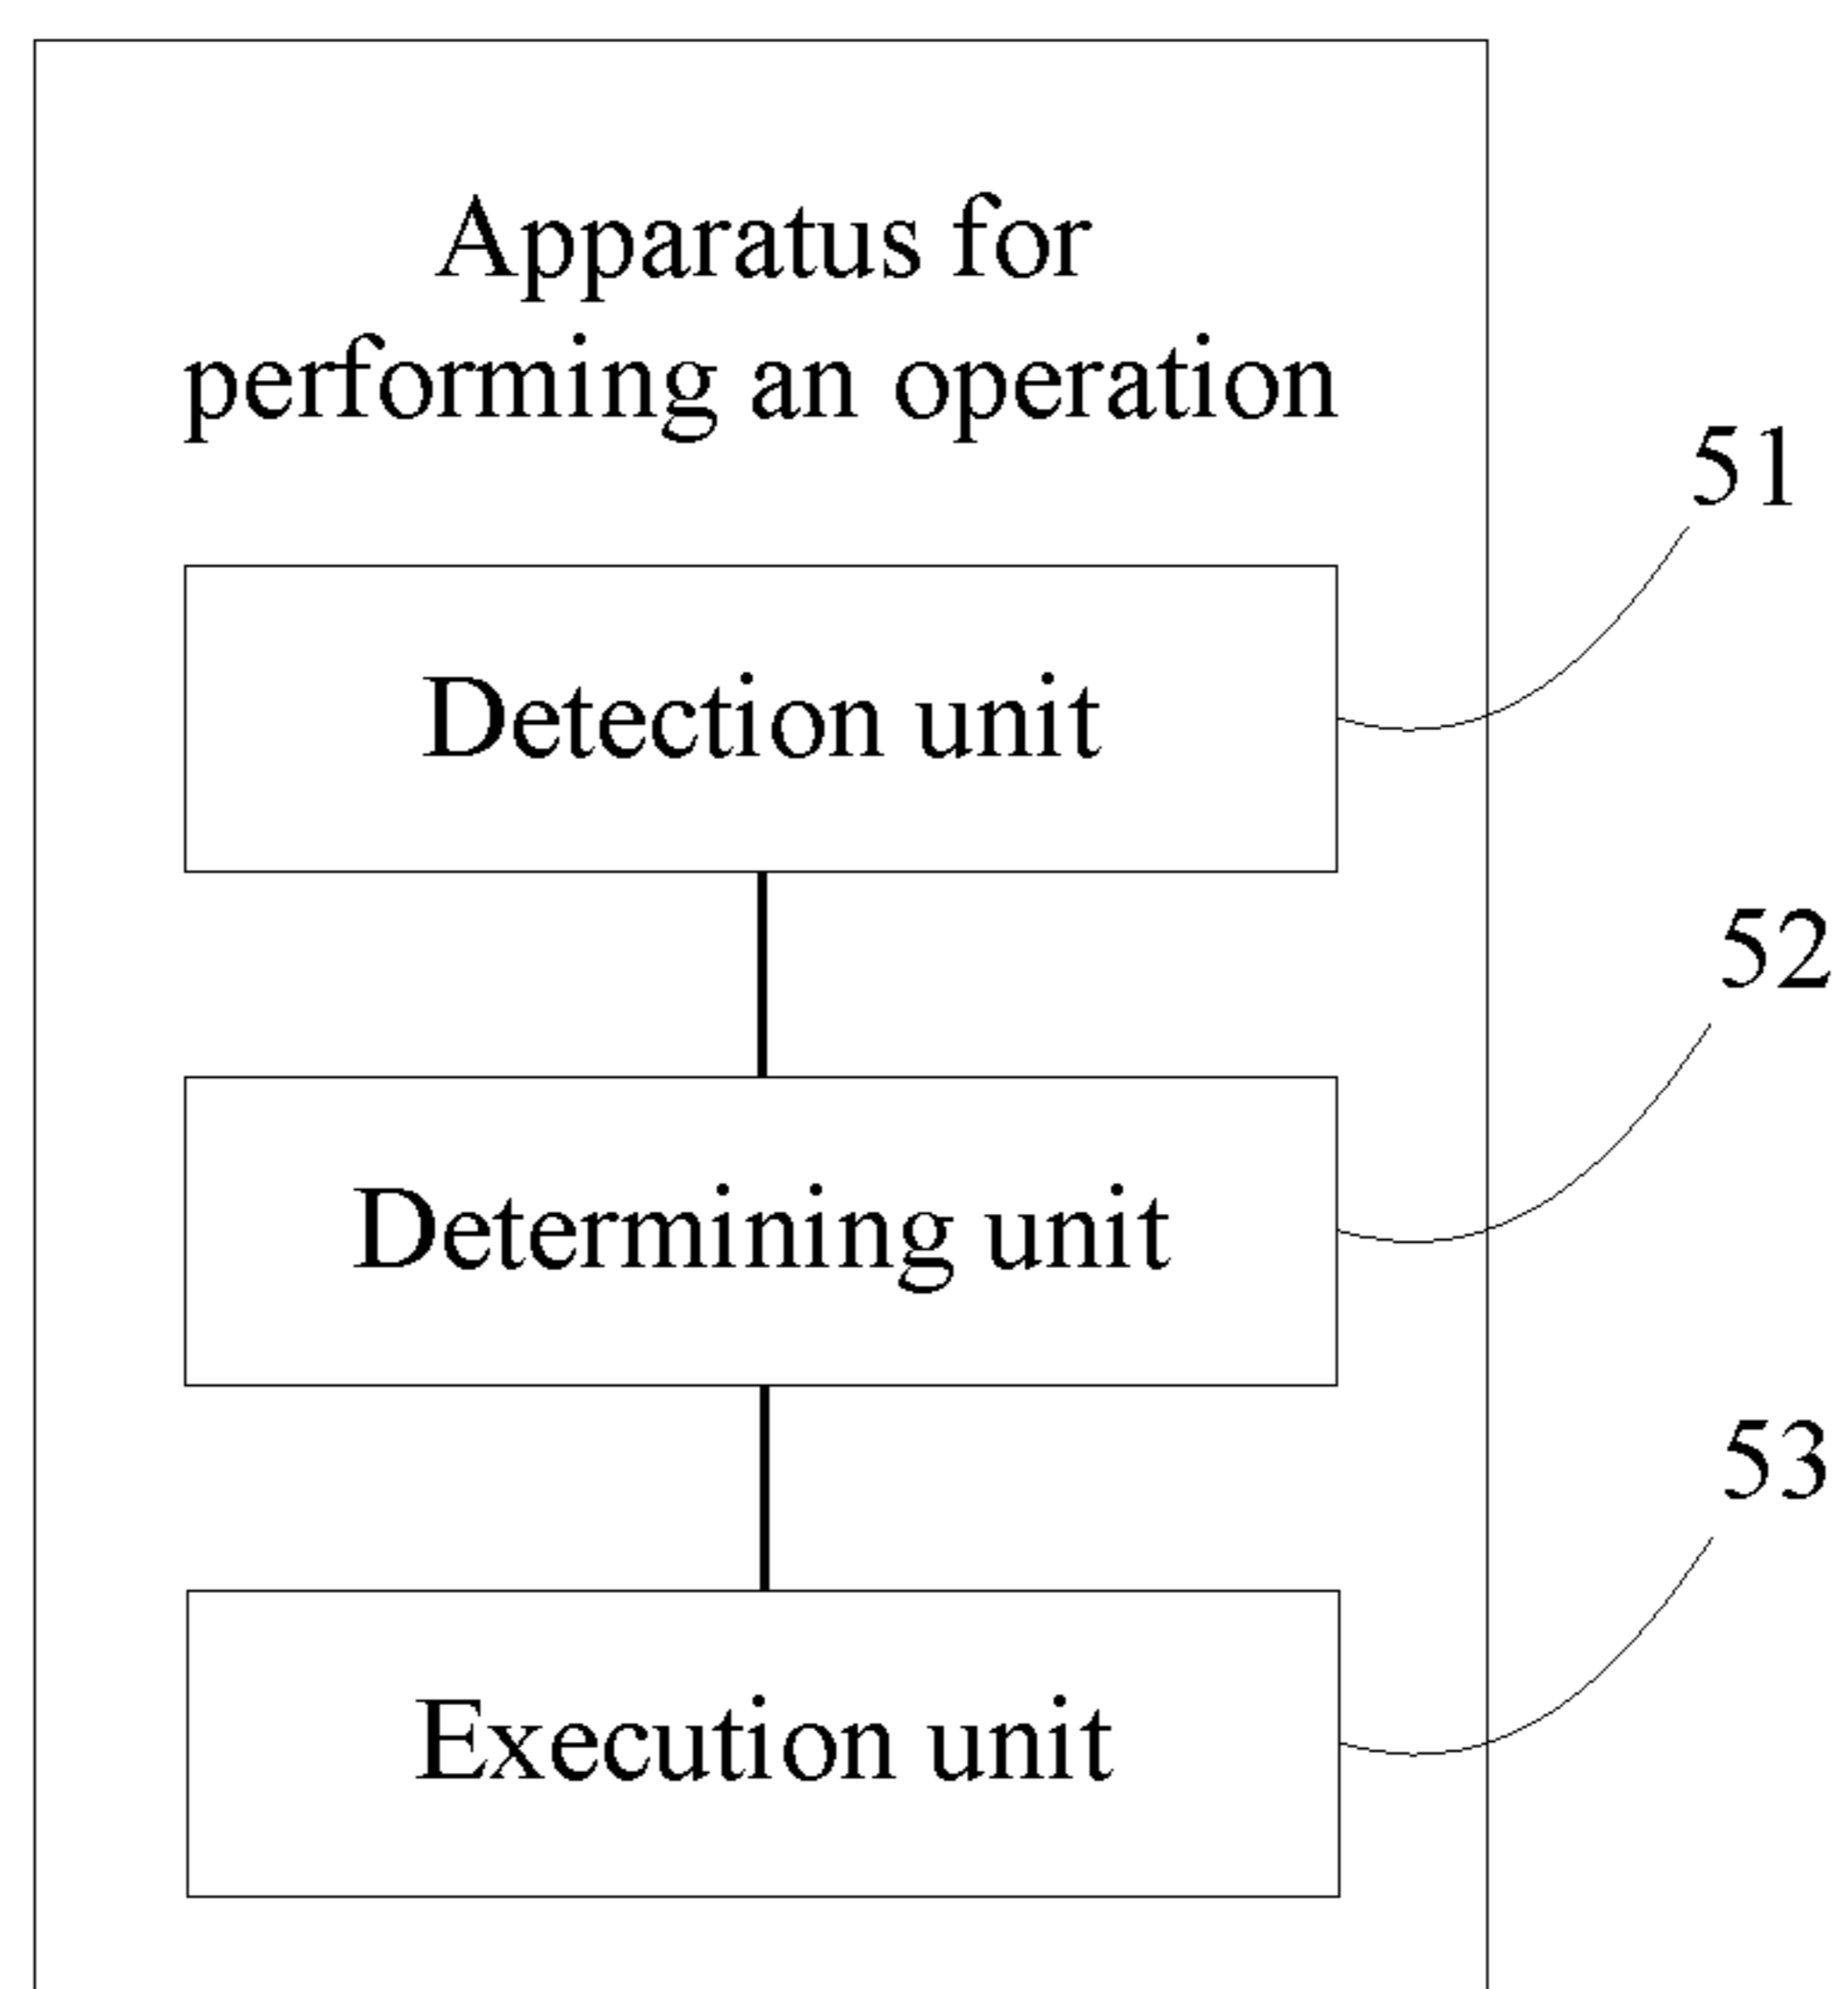 Apparatus for
performing an operation
51
Detection unit
52
Determining unit
53
Execution unit